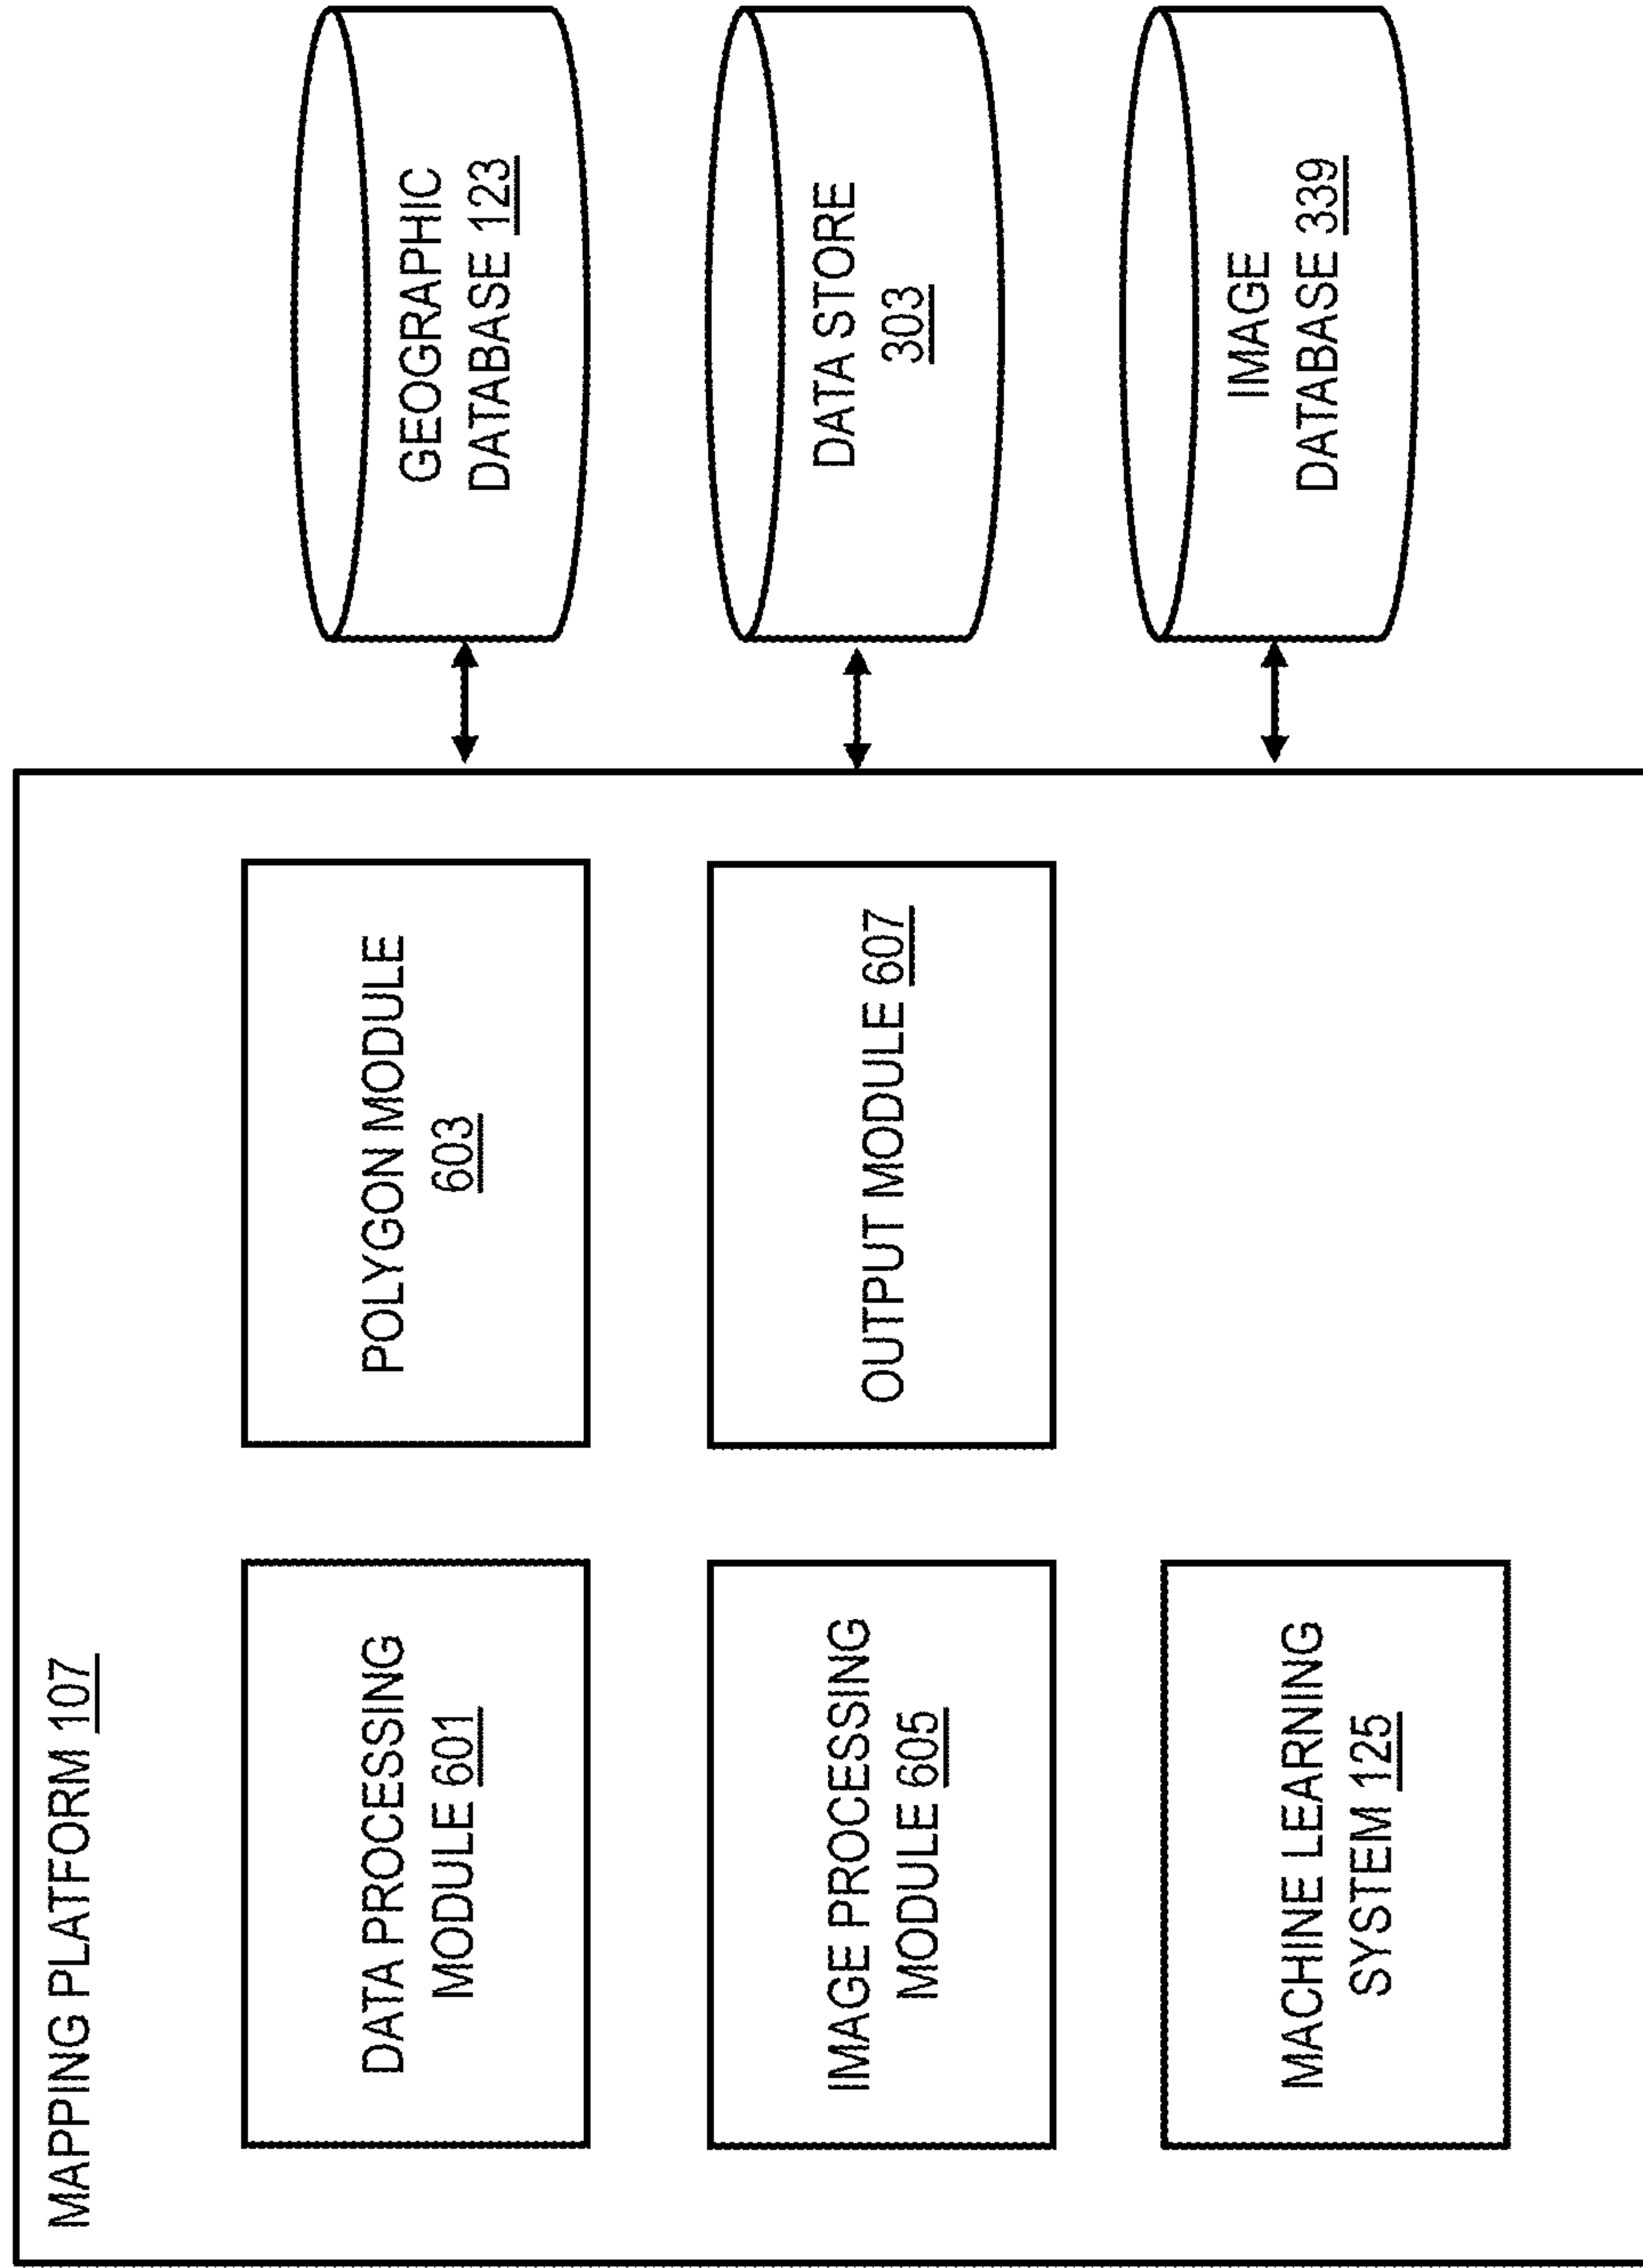 MAPPING PLATFORM 107
DATA PROCESSING
MODULE 601
POLYGON MODULE
603
IMAGE PROCESSING
MODULE 605
OUTPUT MODULE 607
MACHINE LEARNING
SYSTEM 125
GEOGRAPHIC
DATABASE 123
DATA STORE
303
IMAGE
DATABASE 339